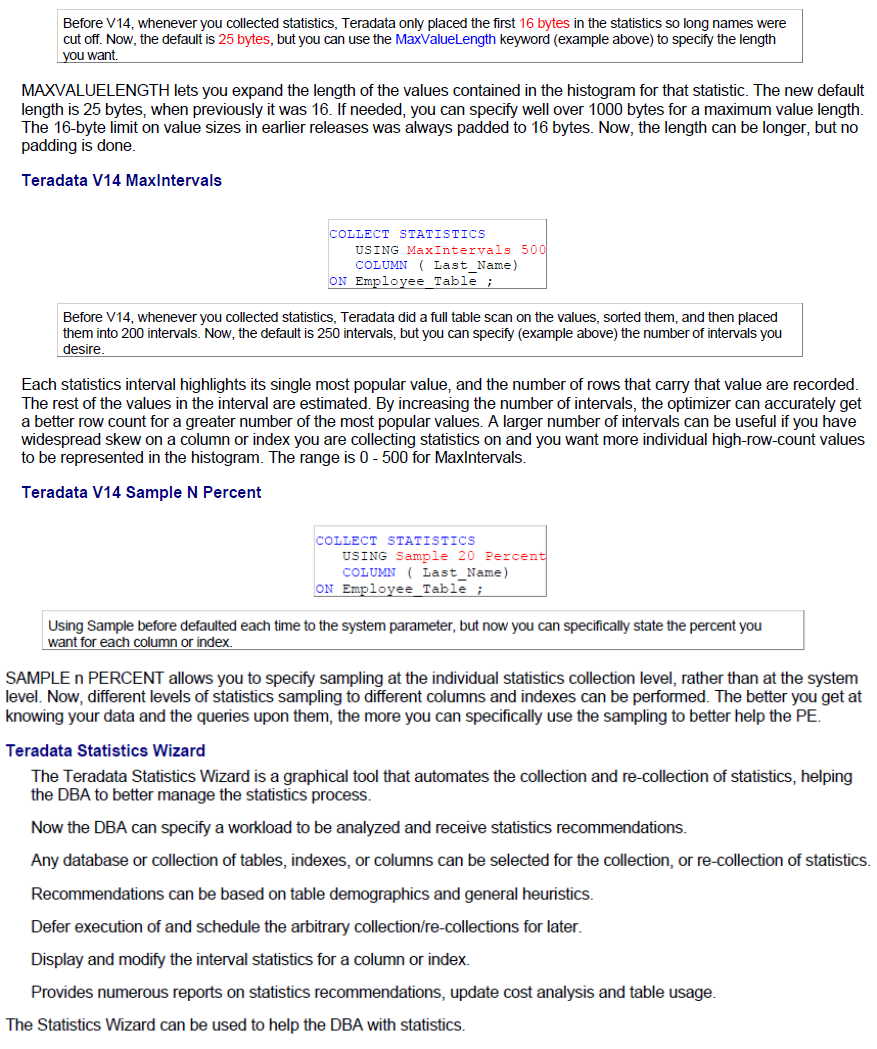 Before V14, whenever you collected statistics, Teradata only placed the first 16 bytes in the statistics so long names were
cut off. Now, the default is 25 bytes, but you can use the MaxValueLength keyword (example above) to specify the length
you want.
MAXVALUELENGTH lets you expand the length of the values contained in the histogram for that statistic. The new default
length is 25 bytes, when previously it was 16. If needed, you can specify well over 1000 bytes for a maximum value length.
The 16-byte limit on value sizes in earlier releases was always padded to 16 bytes. Now, the length can be longer, but no
padding is done.
Teradata V14 MaxIntervals
COLLECT STATISTICS
USING MaxIntervals 500
COLUMN ( Last_Name)
ON Employee_Table ;
Before V14, whenever you collected statistics, Teradata did a full table scan on the values, sorted them, and then placed
them into 200 intervals. Now, the default is 250 intervals, but you can specify (example above) the number of intervals you
desire.
Each statistics interval highlights its single most popular value, and the number of rows that carry that value are recorded.
The rest of the values in the interval are estimated. By increasing the number of intervals, the optimizer can accurately get
a better row count for a greater number of the most popular values. A larger number of intervals can be useful if you have
widespread skew on a column or index you are collecting statistics on and you want more individual high-row-count values
to be represented in the histogram. The range is 0 - 500 for MaxIntervals.
Teradata V14 Sample N Percent
COLLECT STATISTICS
USING Sample 20 Percent
COLUMN ( Last_Name)
ON Employee_Table ;
Using Sample before defaulted each time to the system parameter, but now you can specifically state the percent you
want for each column or index.
SAMPLE n PERCENT allows you to specify sampling at the individual statistics collection level, rather than at the system
level. Now, different levels of statistics sampling to different columns and indexes can be performed. The better you get at
knowing your data and the queries upon them, the more you can specifically use the sampling to better help the PE.
Teradata Statistics Wizard
The Teradata Statistics Wizard is a graphical tool that automates the collection and re-collection of statistics, helping
the DBA to better manage the statistics process.
Now the DBA can specify a workload to be analyzed and receive statistics recommendations.
Any database or collection of tables, indexes, or columns can be selected for the collection, or re-collection of statistics.
Recommendations can be based on table demographics and general heuristics.
Defer execution of and schedule the arbitrary collection/re-collections for later.
Display and modify the interval statistics for a column or index.
Provides numerous reports on statistics recommendations, update cost analysis and table usage.
The Statistics Wizard can be used to help the DBA with statistics.